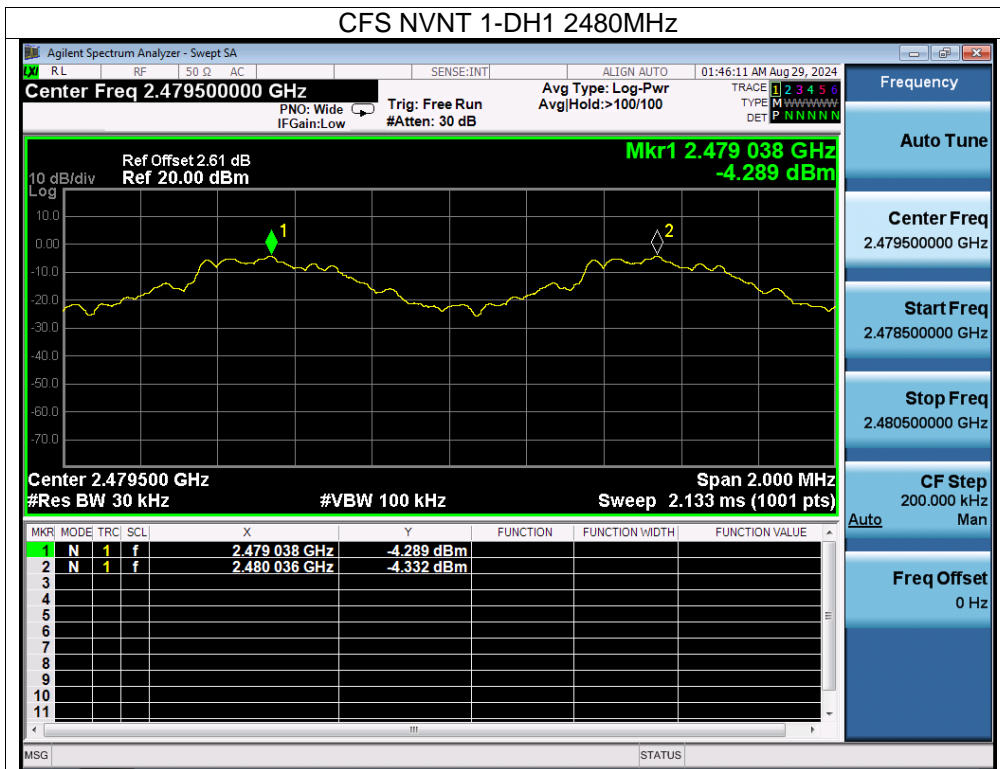 CFS NVNT 1-DH1 2480MHz
Agilent Spectrum Analyzer - Swept SA
LXI RL RF 50 Ω AC SENSE:INT ALIGN AUTO 01:46:11 AM Aug 29, 2024
Center Freq 2.479500000 GHz
PNO: Wide
IFGain:Low
Trig: Free Run
#Atten: 30 dB
Avg Type: Log-Pwr
Avg|Hold:>100/100
TRACE 1 2 3 4 5 6
TYPE M WWWWW
DET P N N N N N
Ref Offset 2.61 dB
Ref 20.00 dBm
10 dB/div
Log
Mkr1 2.479 038 GHz
-4.289 dBm
10.0
0.00
-10.0
-20.0
-30.0
-40.0
-50.0
-60.0
-70.0
1
2
Center 2.479500 GHz Span 2.000 MHz
#Res BW 30 kHz #VBW 100 kHz Sweep 2.133 ms (1001 pts)
MKR MODE TRC SCL X Y FUNCTION FUNCTION WIDTH FUNCTION VALUE
1 N 1 f 2.479 038 GHz -4.289 dBm
2 N 1 f 2.480 036 GHz -4.332 dBm
3
4
5
6
7
8
9
10
11
MSG STATUS
Frequency
Auto Tune
Center Freq
2.479500000 GHz
Start Freq
2.478500000 GHz
Stop Freq
2.480500000 GHz
CF Step
200.000 kHz
Auto Man
Freq Offset
0 Hz